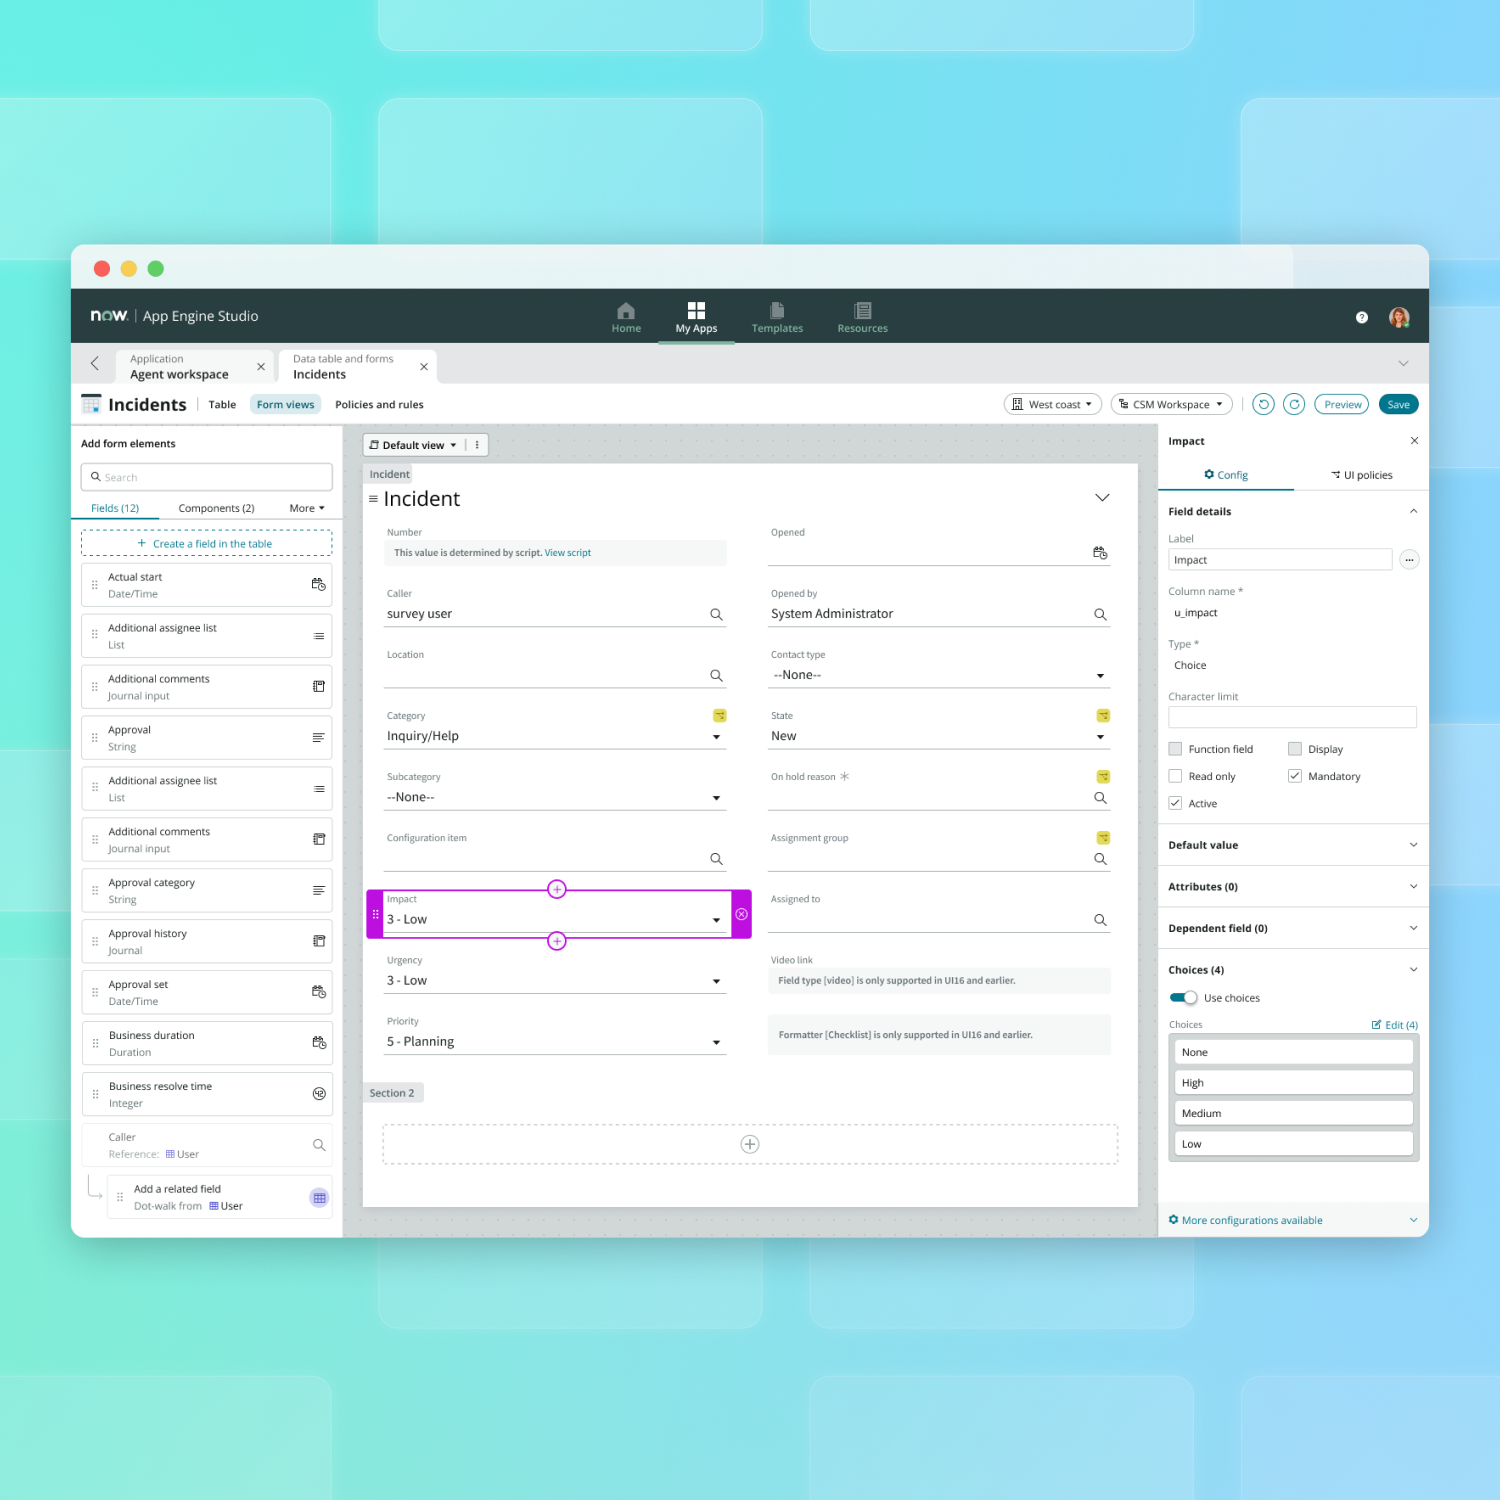 now. | App Engine Studio
Home
My Apps
Templates
Resources
Application
Agent workspace
Data table and forms
Incidents
Incidents
Table
Form views
Policies and rules
West coast
CSM Workspace
Preview
Save
Add form elements
Search
Fields (12)
Components (2)
More
+ Create a field in the table
Actual start
Date/Time
Additional assignee list
List
Additional comments
Journal input
Approval
String
Additional assignee list
List
Additional comments
Journal input
Approval category
String
Approval history
Journal
Approval set
Date/Time
Business duration
Duration
Business resolve time
Integer
42
Caller
Reference: User
Add a related field
Dot-walk from User
Default view
Incident
Incident
Number
This value is determined by script. View script
Opened
Caller
survey user
Opened by
System Administrator
Location
Contact type
--None--
Category
Inquiry/Help
State
New
Subcategory
--None--
On hold reason
Configuration item
Assignment group
Impact
3 - Low
Assigned to
Urgency
3 - Low
Video link
Field type [video] is only supported in UI16 and earlier.
Priority
5 - Planning
Formatter [Checklist] is only supported in UI16 and earlier.
Section 2
Impact
Config
UI policies
Field details
Label
Impact
Column name *
u_impact
Type *
Choice
Character limit
Function field
Display
Read only
Mandatory
Active
Default value
Attributes (0)
Dependent field (0)
Choices (4)
Use choices
Choices
Edit (4)
None
High
Medium
Low
More configurations available